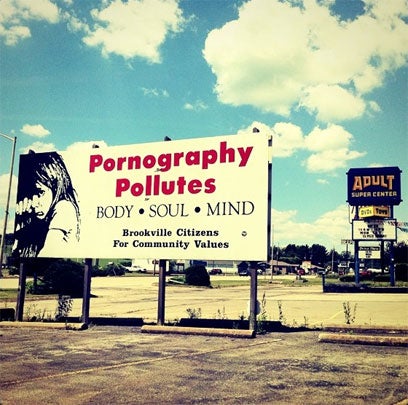 Pornography
Pollutes
BODY • SOUL • MIND
Brookville Citizens
For Community Values
ADULT
SUPER CENTER